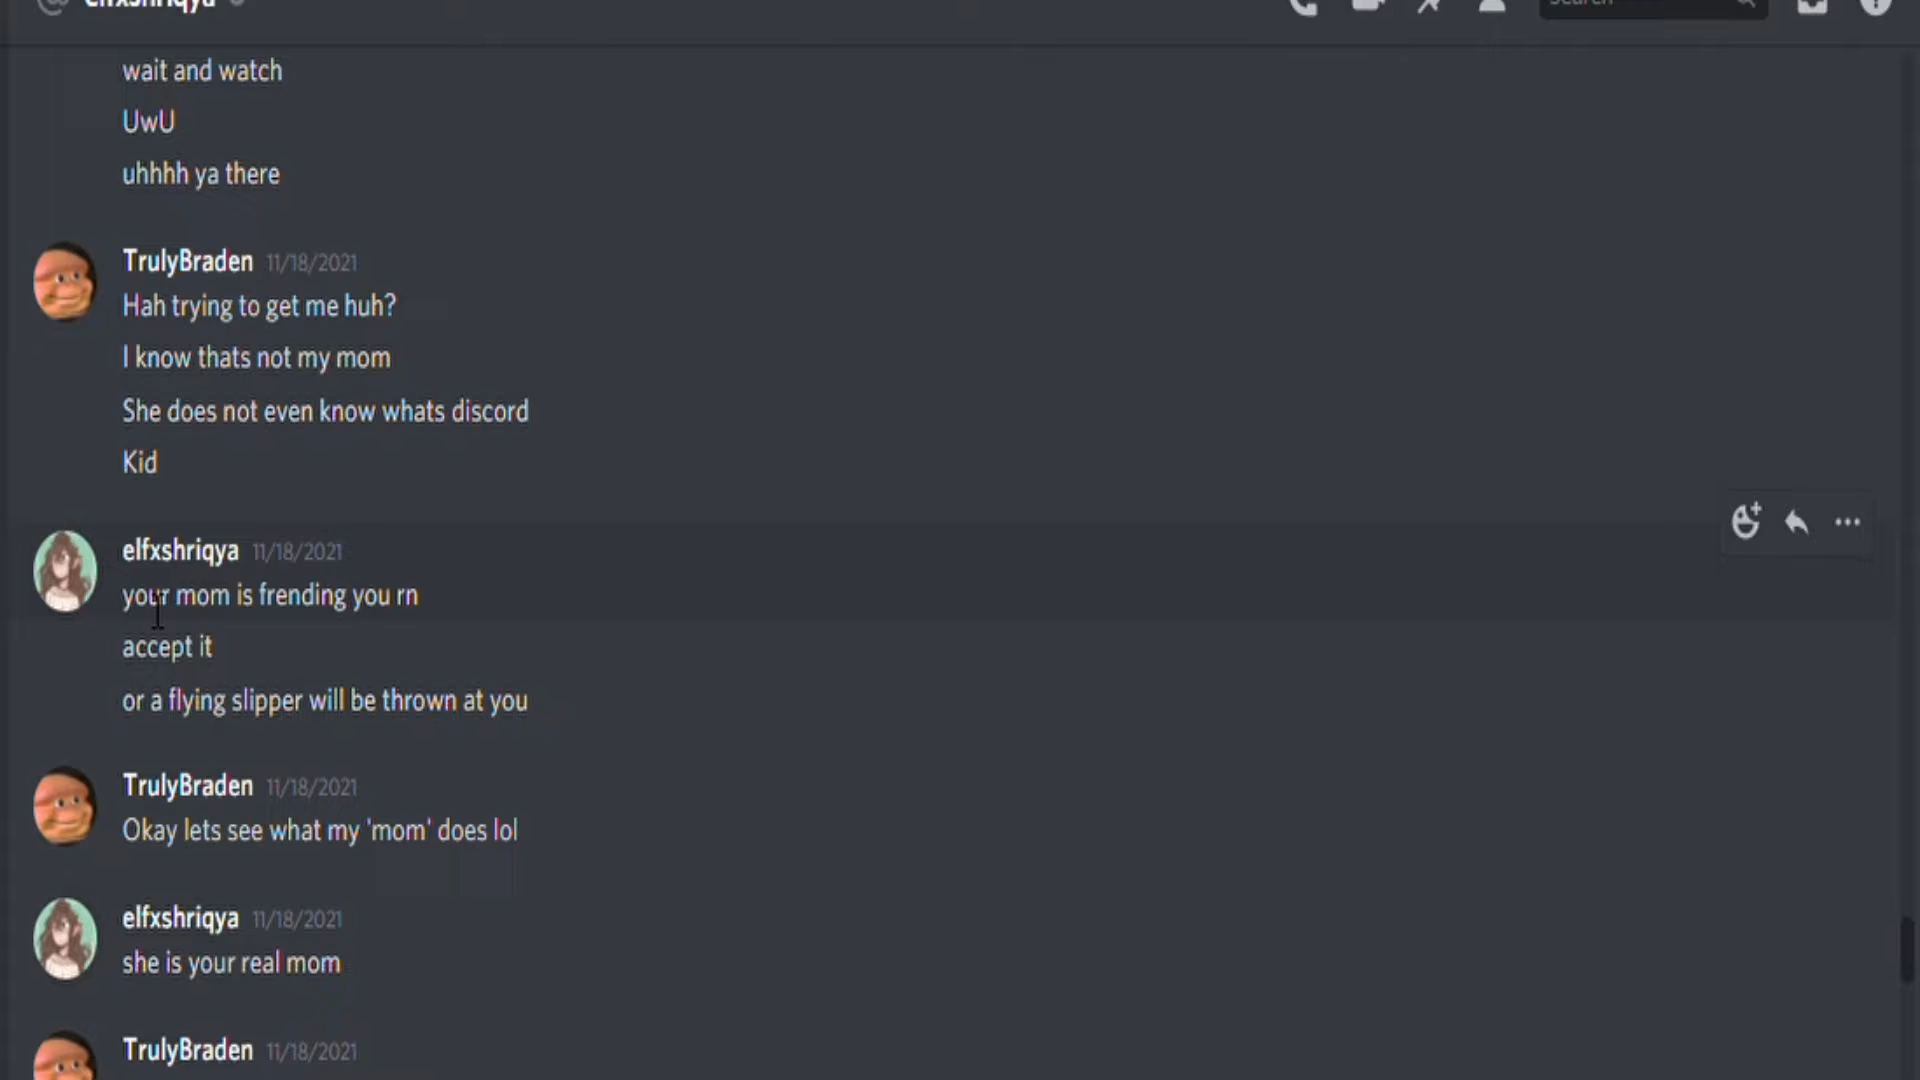 elfxshriqya
Search
wait and watch
UwU
uhhhh ya there
TrulyBraden 11/18/2021
Hah trying to get me huh?
I know thats not my mom
She does not even know whats discord
Kid
elfxshriqya 11/18/2021
your mom is frending you rn
accept it
or a flying slipper will be thrown at you
TrulyBraden 11/18/2021
Okay lets see what my 'mom' does lol
elfxshriqya 11/18/2021
she is your real mom
TrulyBraden 11/18/2021